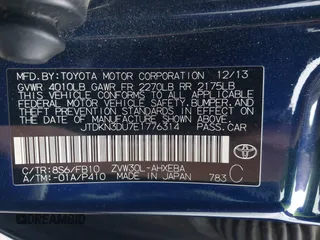 MFD.BY:TOYOTA MOTOR CORPORATION 12/13
GVWR 4010LB GAWR FR 2270LB RR 2175LB
THIS VEHICLE CONFORMS TO ALL APPLICABLE
FEDERAL MOTOR VEHICLE SAFETY, BUMPER, AND
THEFT PREVENTION STANDARDS IN EFFECT ON
THE DATE OF MANUFACTURE SHOWN ABOVE.
JTDKN3DU7E1776314 PASS.CAR
C/TR:8S6/FB10 ZVW30L-AHXEBA
A/TM:-01A/P410 MADE IN JAPAN 783 C
DREAMBID